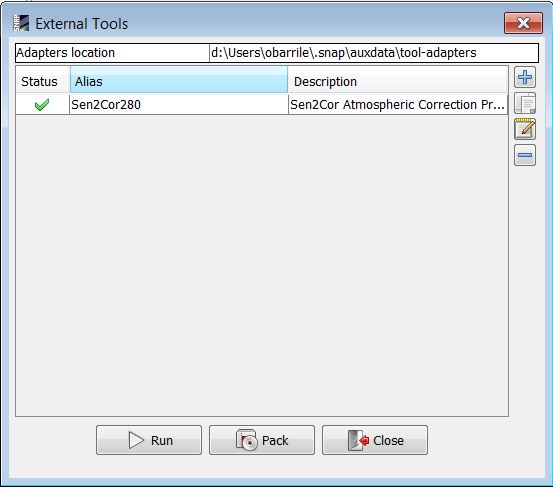 SNAP
External Tools
Adapters location d:\Users\obarrile\.snap\auxdata\tool-adapters
Status Alias Description
Sen2Cor280 Sen2Cor Atmospheric Correction Pr...
Run Pack Close